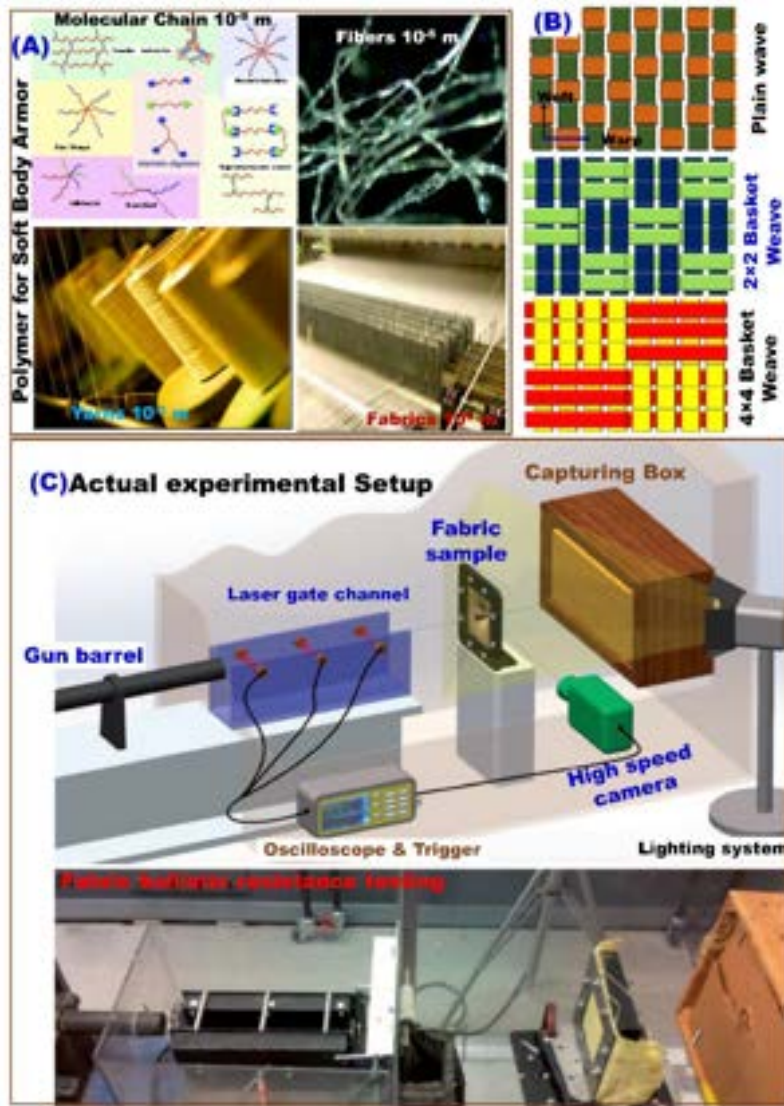 (A)
Molecular Chain 10⁻⁹ m
Fibers 10⁻⁶ m
Polymer for Soft Body Armor
Yarns
Fabrics
(B)
Weft
Warp
Plain wave
2×2 Basket
Weave
4×4 Basket
Weave
(C) Actual experimental Setup
Capturing Box
Fabric
sample
Laser gate channel
Gun barrel
High speed
camera
Oscilloscope & Trigger
Lighting system
Fabric ballistic resistance testing